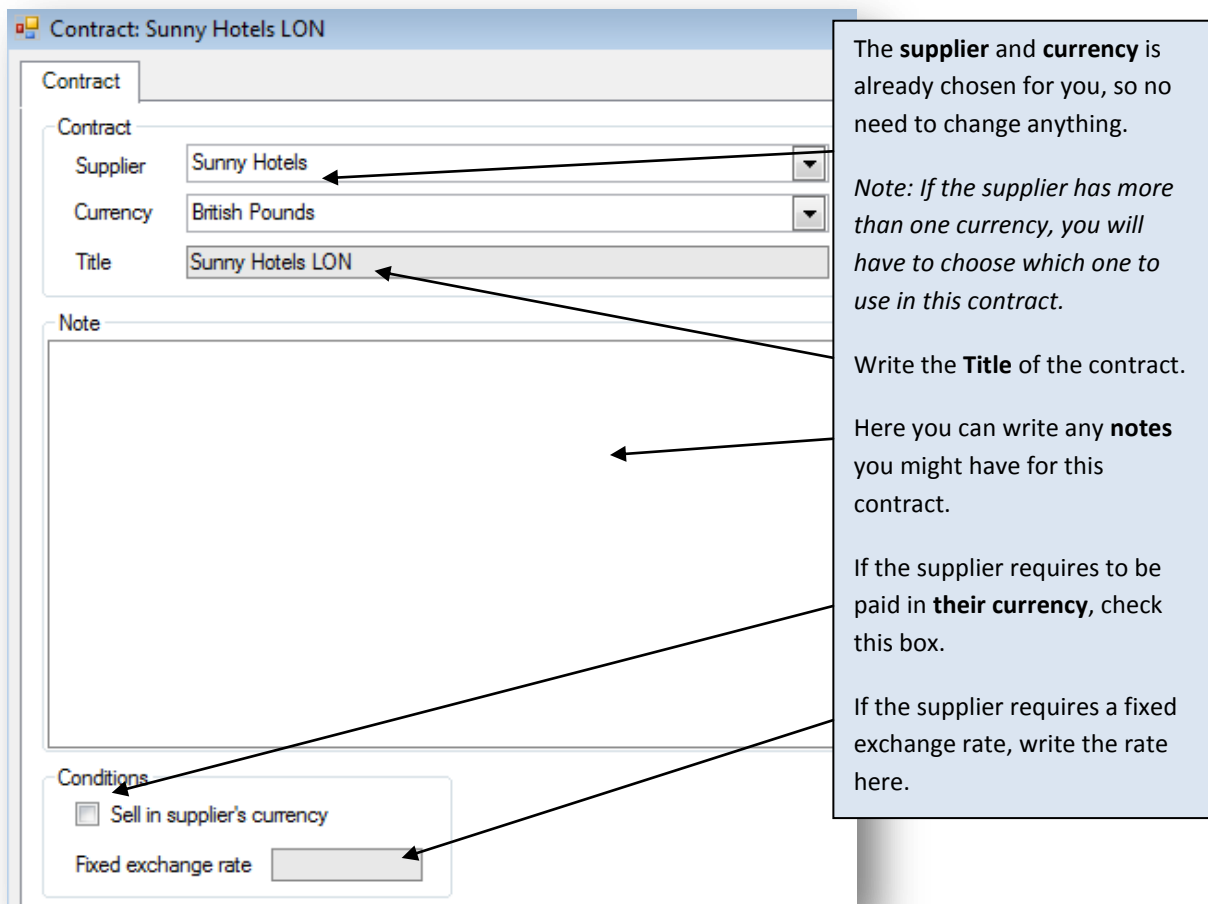 Contract: Sunny Hotels LON
Contract
Contract
Supplier Sunny Hotels
Currency British Pounds
Title Sunny Hotels LON
Note
Conditions
Sell in supplier's currency
Fixed exchange rate
The supplier and currency is
already chosen for you, so no
need to change anything.
Note: If the supplier has more
than one currency, you will
have to choose which one to
use in this contract.
Write the Title of the contract.
Here you can write any notes
you might have for this
contract.
If the supplier requires to be
paid in their currency, check
this box.
If the supplier requires a fixed
exchange rate, write the rate
here.